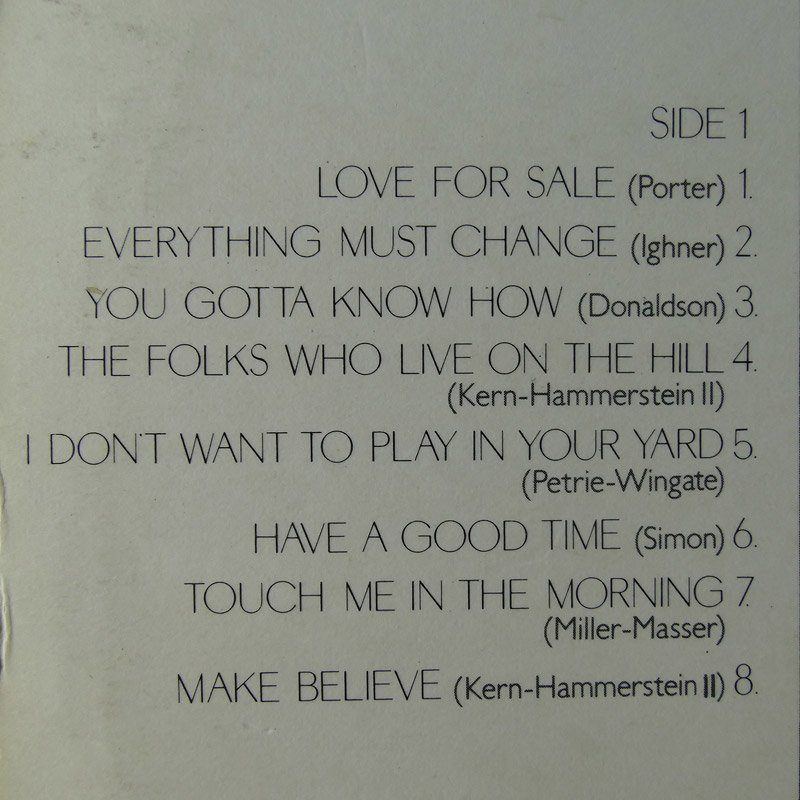 SIDE 1
LOVE FOR SALE (Porter) 1.
EVERYTHING MUST CHANGE (Ighner) 2.
YOU GOTTA KNOW HOW (Donaldson) 3.
THE FOLKS WHO LIVE ON THE HILL 4.
(Kern-Hammerstein II)
I DON'T WANT TO PLAY IN YOUR YARD 5.
(Petrie-Wingate)
HAVE A GOOD TIME (Simon) 6.
TOUCH ME IN THE MORNING 7.
(Miller-Masser)
MAKE BELIEVE (Kern-Hammerstein II) 8.